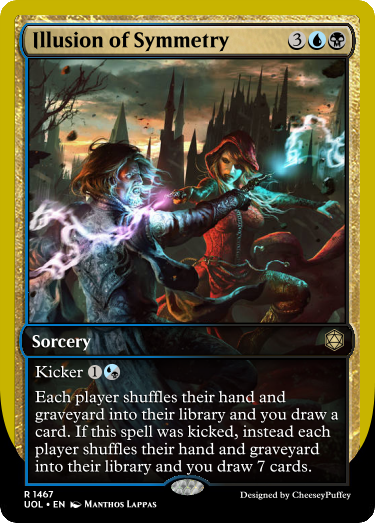 Illusion of Symmetry 3
Sorcery
Kicker 1
Each player shuffles their hand and
graveyard into their library and you draw a
card. If this spell was kicked, instead each
player shuffles their hand and graveyard
into their library and you draw 7 cards.
R 1467
UOL • EN Manthos Lappas
Designed by CheeseyPuffey